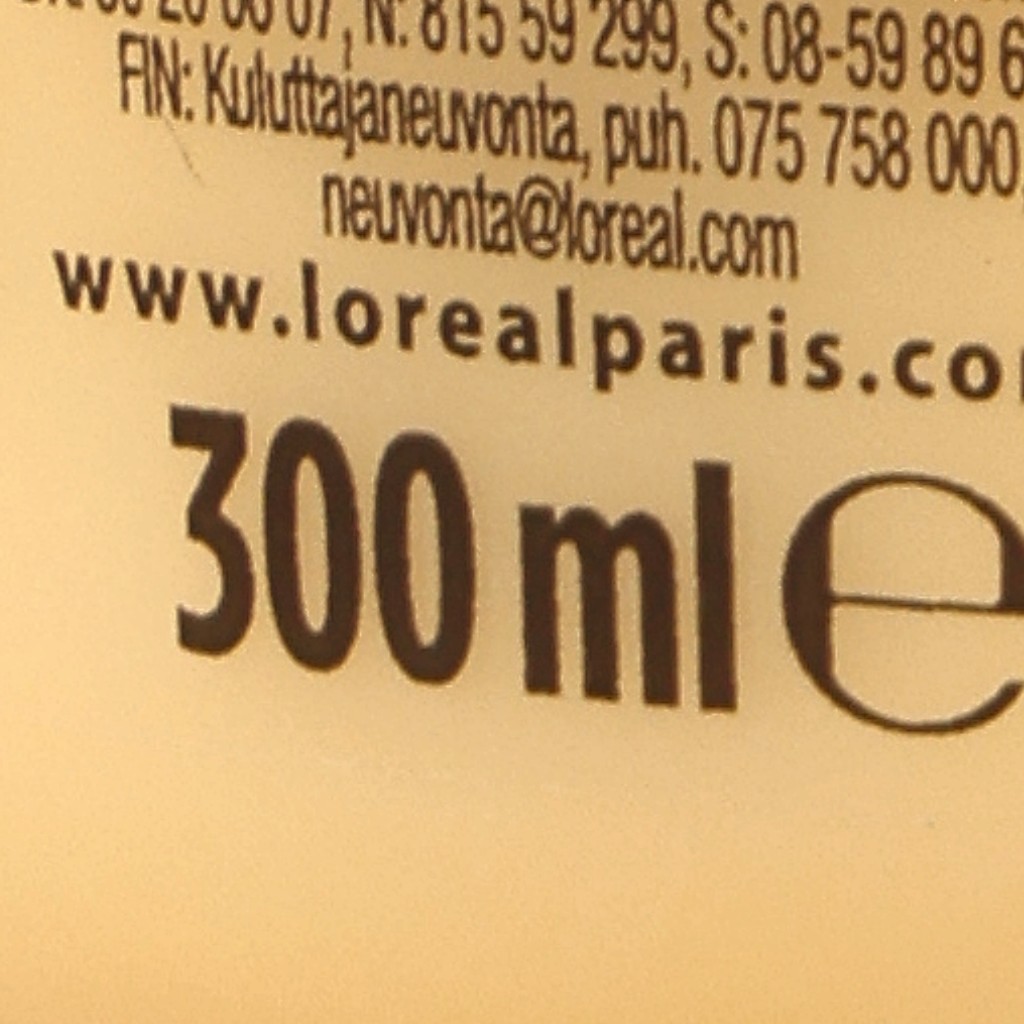 07, N: 815 59 299, S: 08-59 89
FIN: Kuluttajaneuvonta, puh. 075 758 000,
neuvonta@loreal.com
www.lorealparis.co
300 ml e